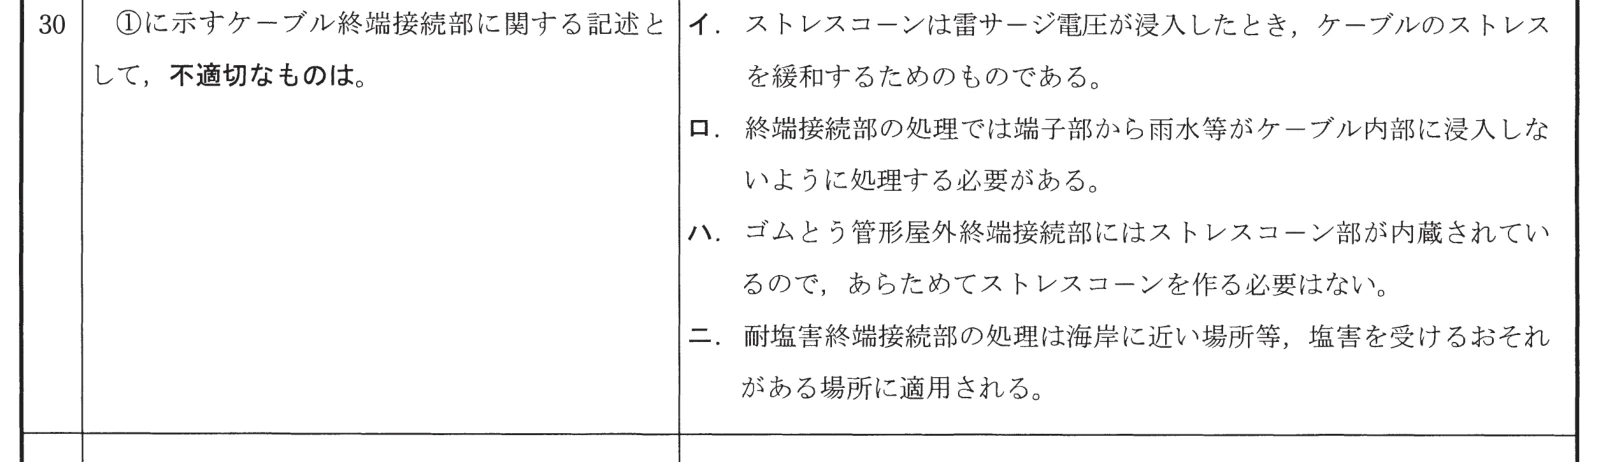 30
①に示すケーブル終端接続部に関する記述と
して，不適切なものは。
イ．ストレスコーンは雷サージ電圧が浸入したとき，ケーブルのストレス
を緩和するためのものである。
ロ．終端接続部の処理では端子部から雨水等がケーブル内部に浸入しな
いように処理する必要がある。
ハ．ゴムとう管形屋外終端接続部にはストレスコーン部が内蔵されてい
るので，あらためてストレスコーンを作る必要はない。
ニ．耐塩害終端接続部の処理は海岸に近い場所等，塩害を受けるおそれ
がある場所に適用される。